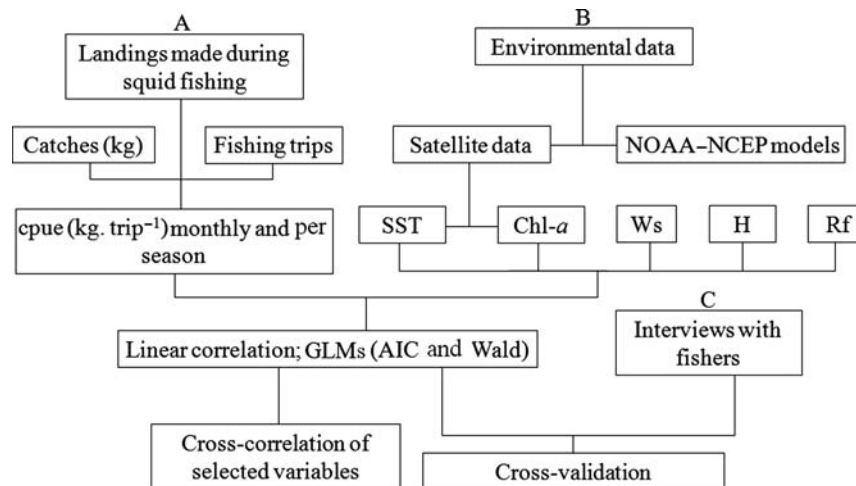 A
Landings made during
squid fishing
B
Environmental data
Catches (kg)
Fishing trips
Satellite data
NOAA–NCEP models
cpue (kg. trip⁻¹) monthly and per
season
SST
Chl-a
Ws
H
Rf
C
Interviews with
fishers
Linear correlation; GLMs (AIC and Wald)
Cross-correlation of
selected variables
Cross-validation